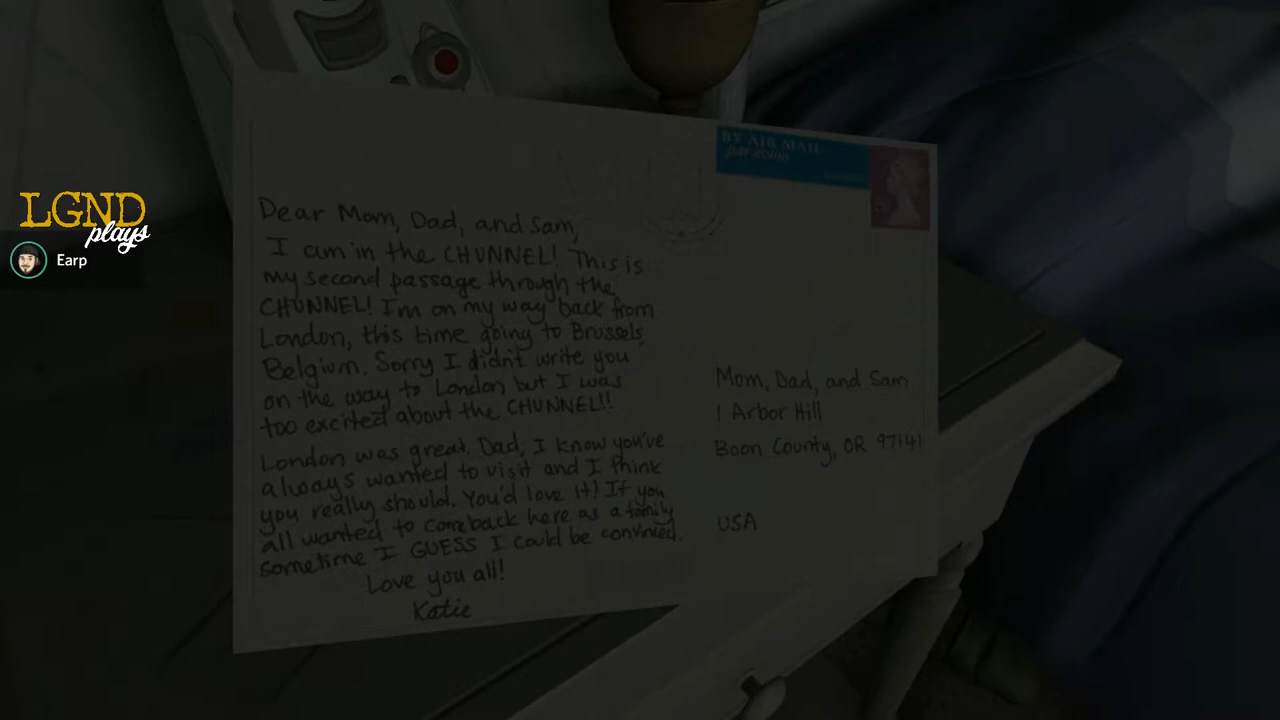 BY AIR MAIL
par avion
LGND
plays
Earp
Dear Mom, Dad, and Sam,
I am in the CHUNNEL! This is
my second passage through the
CHUNNEL! I'm on my way back from
London, this time going to Brussels,
Belgium. Sorry I didn't write you
on the way to London but I was
too excited about the CHUNNEL!!
London was great. Dad, I know you've
always wanted to visit and I think
you really should. You'd love it! If you
all wanted to comeback here as a family
sometime I GUESS I could be convinced.
Love you all!
Katie
Mom, Dad, and Sam
1 Arbor Hill
Boon County, OR 97141
USA